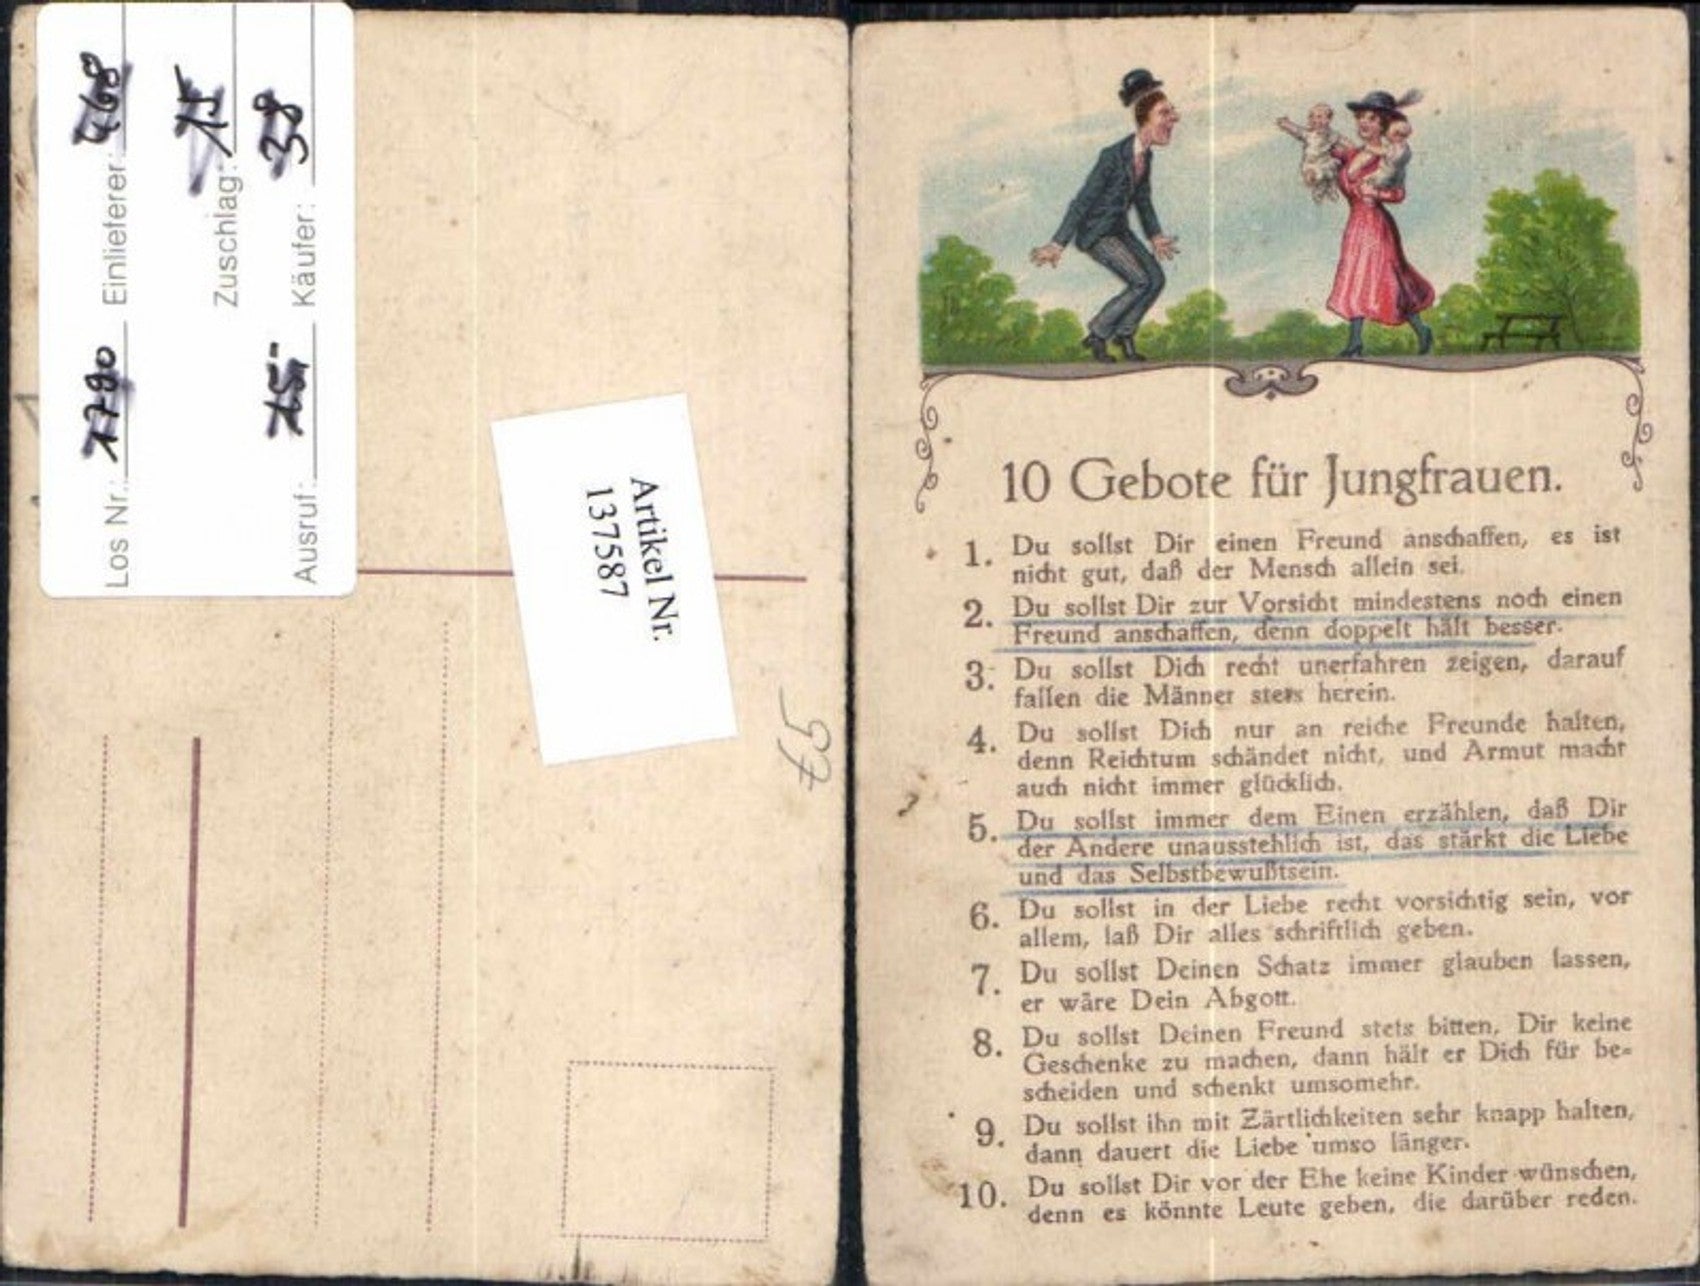 Los Nr.: 1790 Einlieferer: 468
Zuschlag: 15
Ausruf: 15,- Käufer: 38
Artikel Nr.
137587
10 Gebote für Jungfrauen.
1. Du sollst Dir einen Freund anschaffen, es ist
nicht gut, daß der Mensch allein sei.
2. Du sollst Dir zur Vorsicht mindestens noch einen
Freund anschaffen, denn doppelt hält besser.
3. Du sollst Dich recht unerfahren zeigen, darauf
fallen die Männer stets herein.
4. Du sollst Dich nur an reiche Freunde halten,
denn Reichtum schändet nicht, und Armut macht
auch nicht immer glücklich.
5. Du sollst immer dem Einen erzählen, daß Dir
der Andere unausstehlich ist, das stärkt die Liebe
und das Selbstbewußtsein.
6. Du sollst in der Liebe recht vorsichtig sein, vor
allem, laß Dir alles schriftlich geben.
7. Du sollst Deinen Schatz immer glauben lassen,
er wäre Dein Abgott.
8. Du sollst Deinen Freund stets bitten, Dir keine
Geschenke zu machen, dann hält er Dich für be-
scheiden und schenkt umsomehr.
9. Du sollst ihn mit Zärtlichkeiten sehr knapp halten,
dann dauert die Liebe umso länger.
10. Du sollst Dir vor der Ehe keine Kinder wünschen,
denn es könnte Leute geben, die darüber reden.